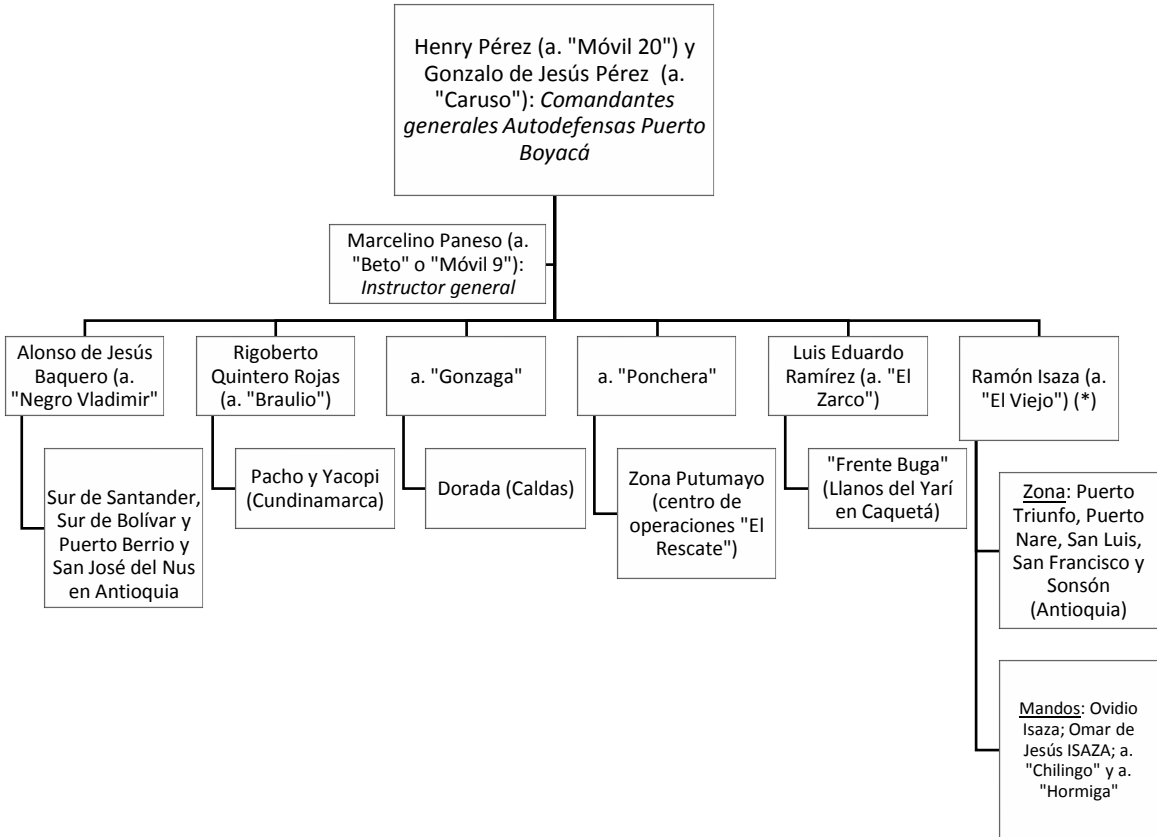 Henry Pérez (a. "Móvil 20") y
Gonzalo de Jesús Pérez (a.
"Caruso"): Comandantes
generales Autodefensas Puerto
Boyacá
Marcelino Paneso (a.
"Beto" o "Móvil 9"):
Instructor general
Alonso de Jesús
Baquero (a.
"Negro Vladimir"
Rigoberto
Quintero Rojas
(a. "Braulio")
a. "Gonzaga"
a. "Ponchera"
Luis Eduardo
Ramírez (a. "El
Zarco")
Ramón Isaza (a.
"El Viejo") (*)
Sur de Santander,
Sur de Bolívar y
Puerto Berrio y
San José del Nus
en Antioquia
Pacho y Yacopi
(Cundinamarca)
Dorada (Caldas)
Zona Putumayo
(centro de
operaciones "El
Rescate")
"Frente Buga"
(Llanos del Yarí
en Caquetá)
Zona: Puerto
Triunfo, Puerto
Nare, San Luis,
San Francisco y
Sonsón
(Antioquia)
Mandos: Ovidio
Isaza; Omar de
Jesús ISAZA; a.
"Chilingo" y a.
"Hormiga"